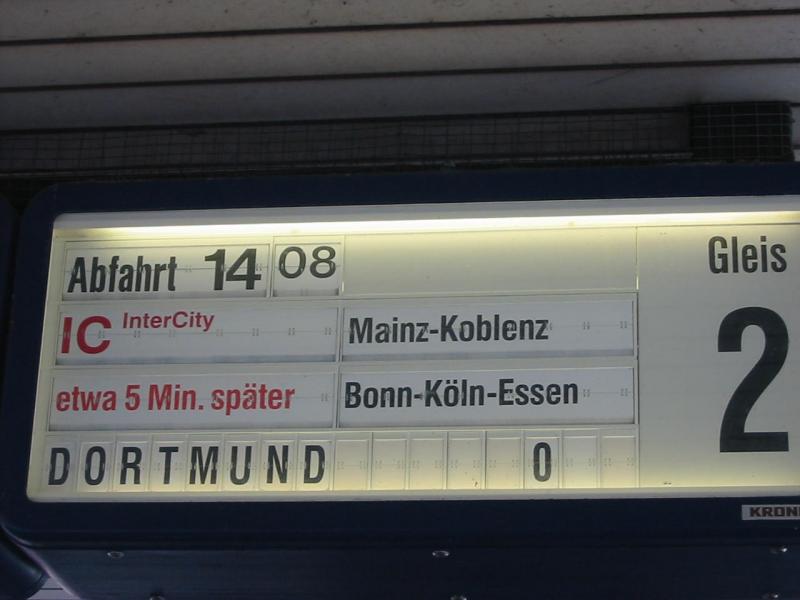 Abfahrt 14 08
Gleis
2
IC InterCity
Mainz-Koblenz
etwa 5 Min. später
Bonn-Köln-Essen
DORTMUND 0